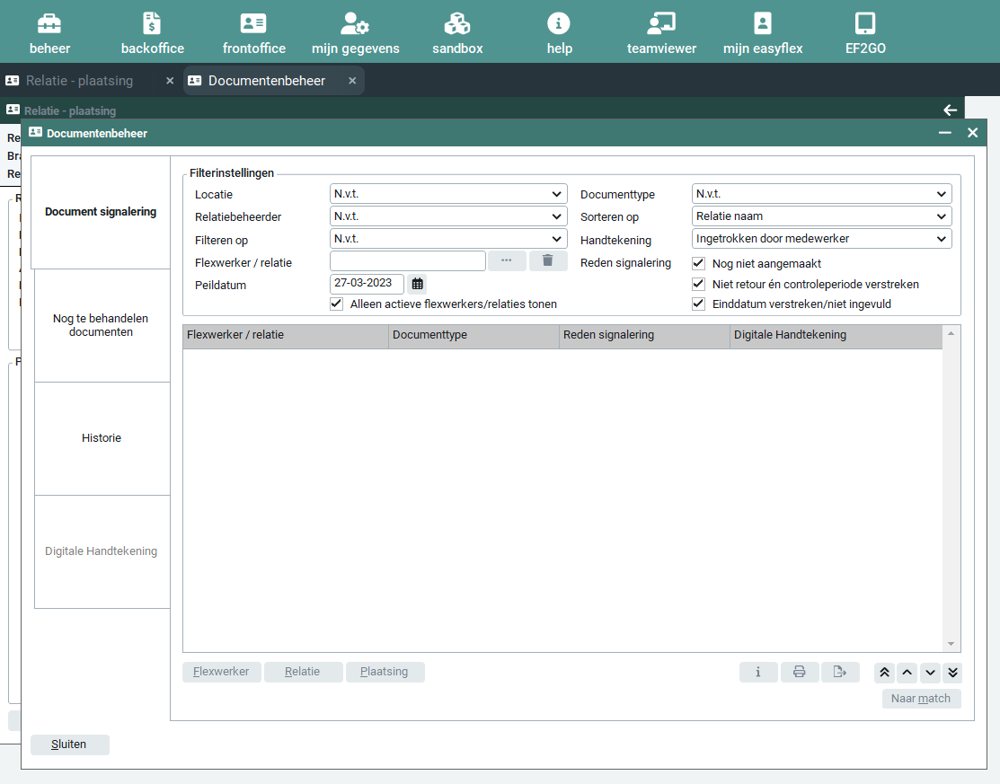 beheer
backoffice
frontoffice
mijn gegevens
sandbox
help
teamviewer
mijn easyflex
EF2GO
Relatie - plaatsing
Documentenbeheer
Relatie - plaatsing
Documentenbeheer
Re
Bra
Re
Document signalering
Nog te behandelen
documenten
Historie
Digitale Handtekening
Filterinstellingen
Locatie N.v.t. Documenttype N.v.t.
Relatiebeheerder N.v.t. Sorteren op Relatie naam
Filteren op N.v.t. Handtekening Ingetrokken door medewerker
Flexwerker / relatie ... Reden signalering Nog niet aangemaakt
Peildatum 27-03-2023 Niet retour én controleperiode verstreken
Alleen actieve flexwerkers/relaties tonen Einddatum verstreken/niet ingevuld
Flexwerker / relatie Documenttype Reden signalering Digitale Handtekening
Flexwerker Relatie Plaatsing
Naar match
Sluiten